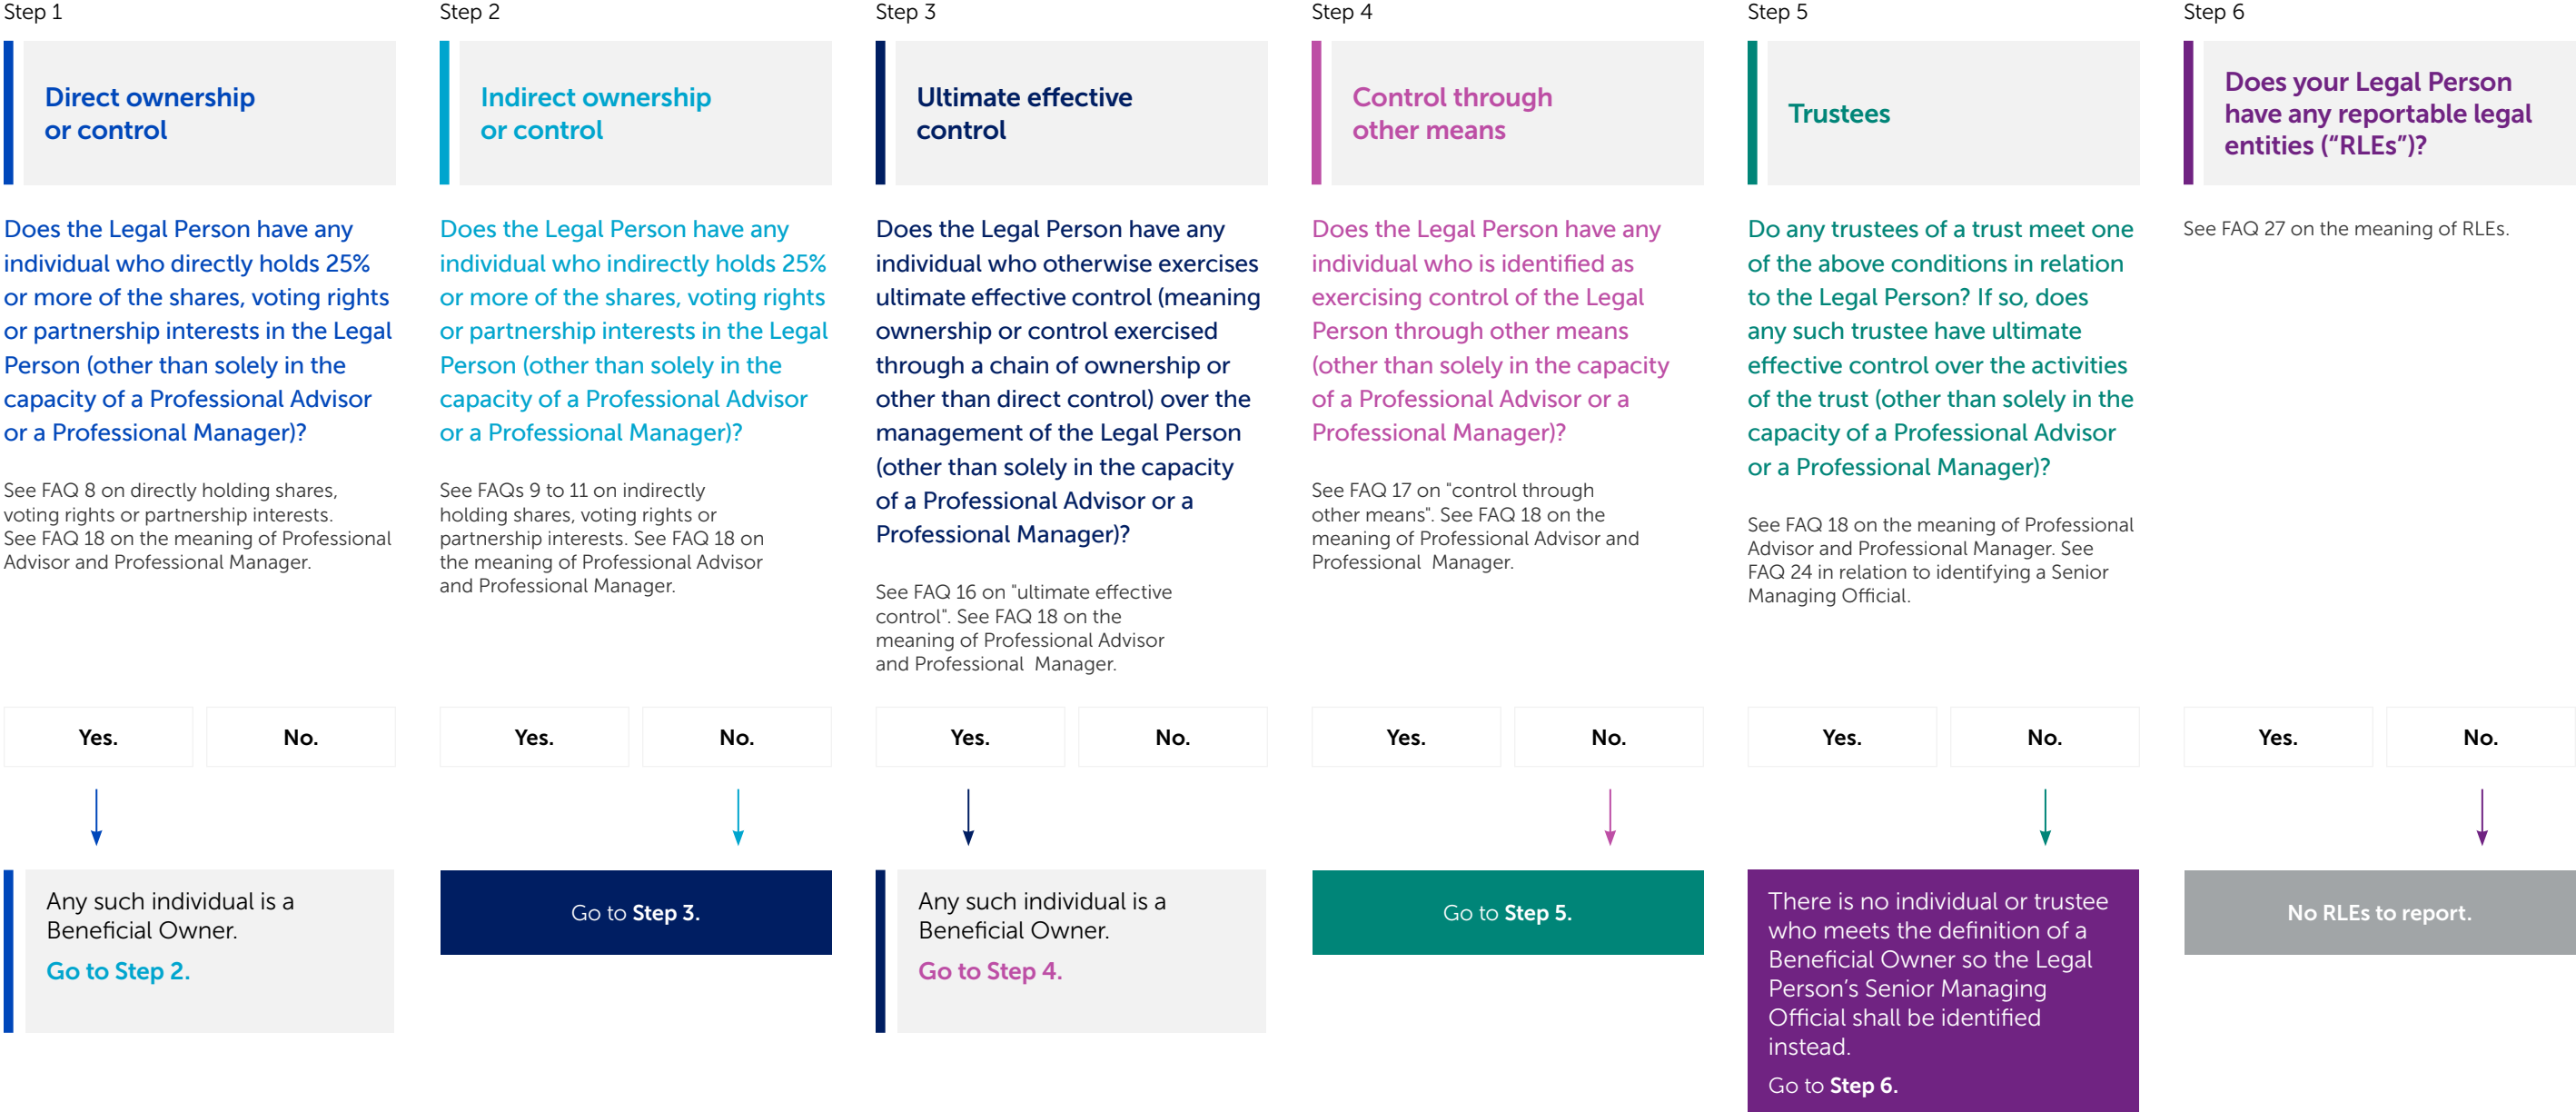 Step 1
Direct ownership
or control
Does the Legal Person have any
individual who directly holds 25%
or more of the shares, voting rights
or partnership interests in the Legal
Person (other than solely in the
capacity of a Professional Advisor
or a Professional Manager)?
See FAQ 8 on directly holding shares,
voting rights or partnership interests.
See FAQ 18 on the meaning of Professional
Advisor and Professional Manager.
Yes.
No.
Any such individual is a
Beneficial Owner.
Go to Step 2.
Step 2
Indirect ownership
or control
Does the Legal Person have any
individual who indirectly holds 25%
or more of the shares, voting rights
or partnership interests in the Legal
Person (other than solely in the
capacity of a Professional Advisor
or a Professional Manager)?
See FAQs 9 to 11 on indirectly
holding shares, voting rights or
partnership interests. See FAQ 18 on
the meaning of Professional Advisor
and Professional Manager.
Yes.
No.
Go to Step 3.
Step 3
Ultimate effective
control
Does the Legal Person have any
individual who otherwise exercises
ultimate effective control (meaning
ownership or control exercised
through a chain of ownership or
other than direct control) over the
management of the Legal Person
(other than solely in the capacity
of a Professional Advisor or a
Professional Manager)?
See FAQ 16 on "ultimate effective
control". See FAQ 18 on the
meaning of Professional Advisor
and Professional Manager.
Yes.
No.
Any such individual is a
Beneficial Owner.
Go to Step 4.
Step 4
Control through
other means
Does the Legal Person have any
individual who is identified as
exercising control of the Legal
Person through other means
(other than solely in the capacity
of a Professional Advisor or a
Professional Manager)?
See FAQ 17 on "control through
other means". See FAQ 18 on the
meaning of Professional Advisor and
Professional Manager.
Yes.
No.
Go to Step 5.
Step 5
Trustees
Do any trustees of a trust meet one
of the above conditions in relation
to the Legal Person? If so, does
any such trustee have ultimate
effective control over the activities
of the trust (other than solely in the
capacity of a Professional Advisor
or a Professional Manager)?
See FAQ 18 on the meaning of Professional
Advisor and Professional Manager. See
FAQ 24 in relation to identifying a Senior
Managing Official.
Yes.
No.
There is no individual or trustee
who meets the definition of a
Beneficial Owner so the Legal
Person's Senior Managing
Official shall be identified
instead.
Go to Step 6.
Step 6
Does your Legal Person
have any reportable legal
entities (“RLEs”)?
See FAQ 27 on the meaning of RLEs.
Yes.
No.
No RLEs to report.